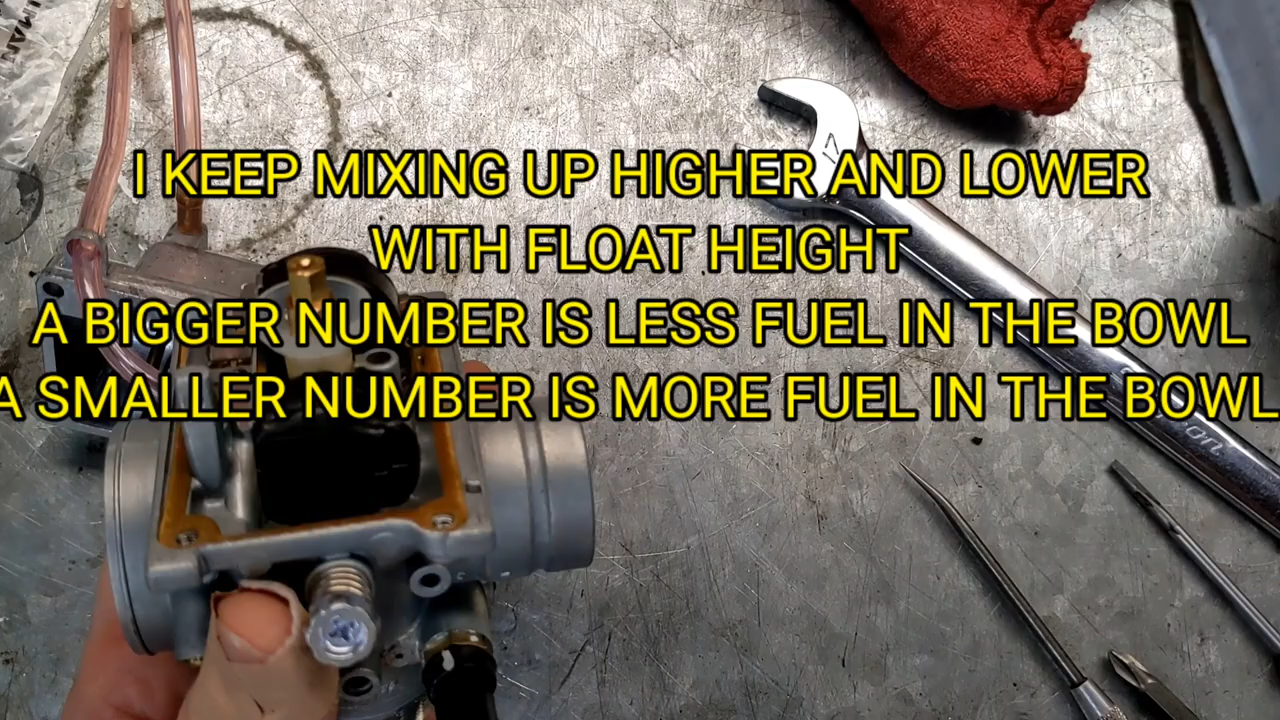 I KEEP MIXING UP HIGHER AND LOWER
WITH FLOAT HEIGHT
A BIGGER NUMBER IS LESS FUEL IN THE BOWL
A SMALLER NUMBER IS MORE FUEL IN THE BOWL
17